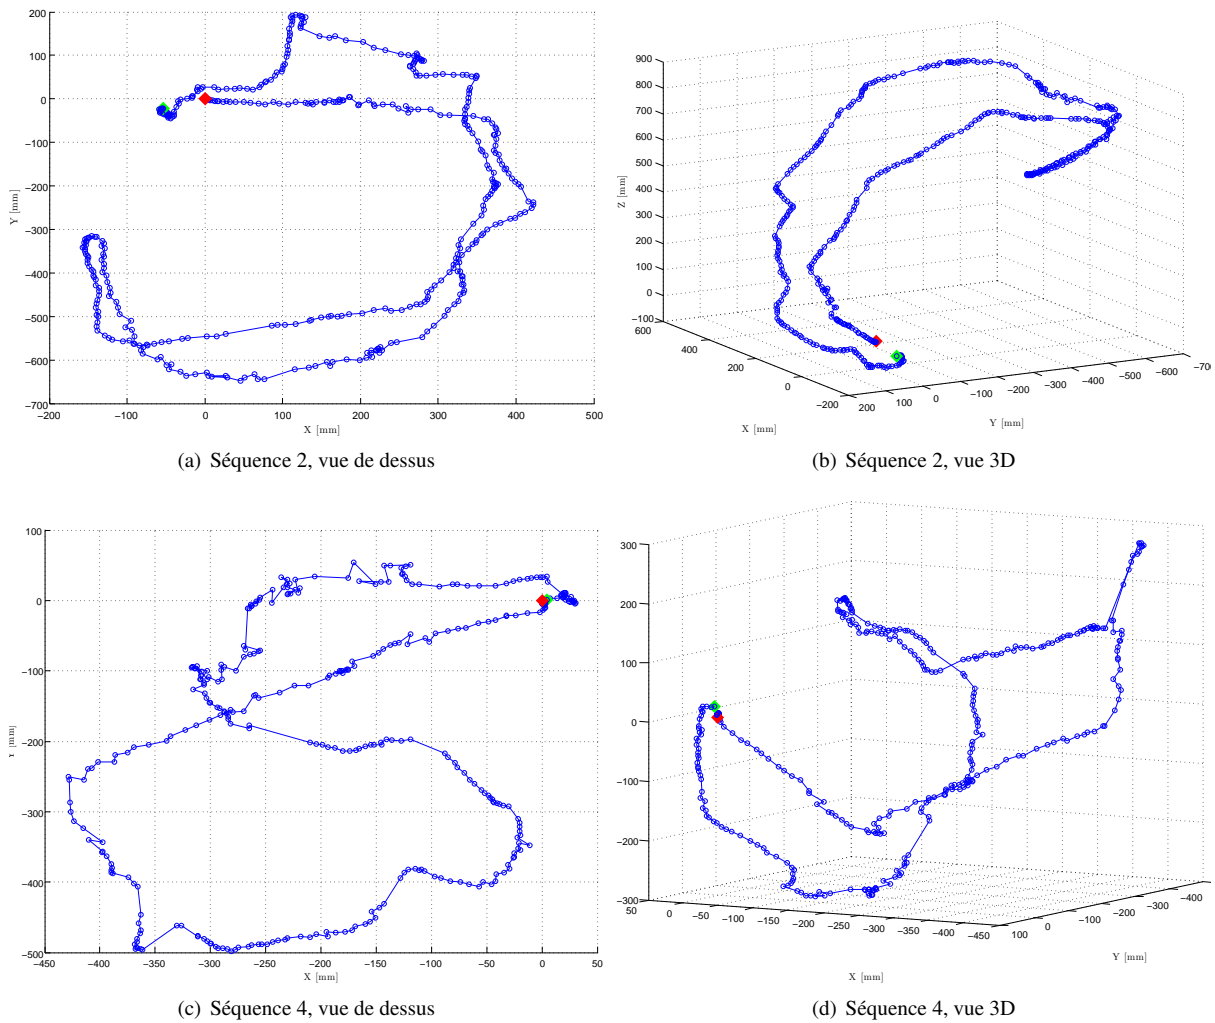 200
100
0
−100
−200
−300
−400
−500
−600
−700
Y [mm]
−200 −100 0 100 200 300 400 500
X [mm]
(a) Séquence 2, vue de dessus
900
800
700
600
500
400
300
200
100
0
−100
Z [mm]
600 400 200 0 −200
X [mm]
200 100 0 −100 −200 −300 −400 −500 −600 −700
Y [mm]
(b) Séquence 2, vue 3D
100
0
−100
−200
−300
−400
−500
[mm]
−450 −400 −350 −300 −250 −200 −150 −100 −50 0 50
X [mm]
(c) Séquence 4, vue de dessus
300
200
100
0
−100
−200
−300
50 0 −50 −100 −150 −200 −250 −300 −350 −400 −450
X [mm]
100 0 −100 −200 −300 −400
Y [mm]
(d) Séquence 4, vue 3D